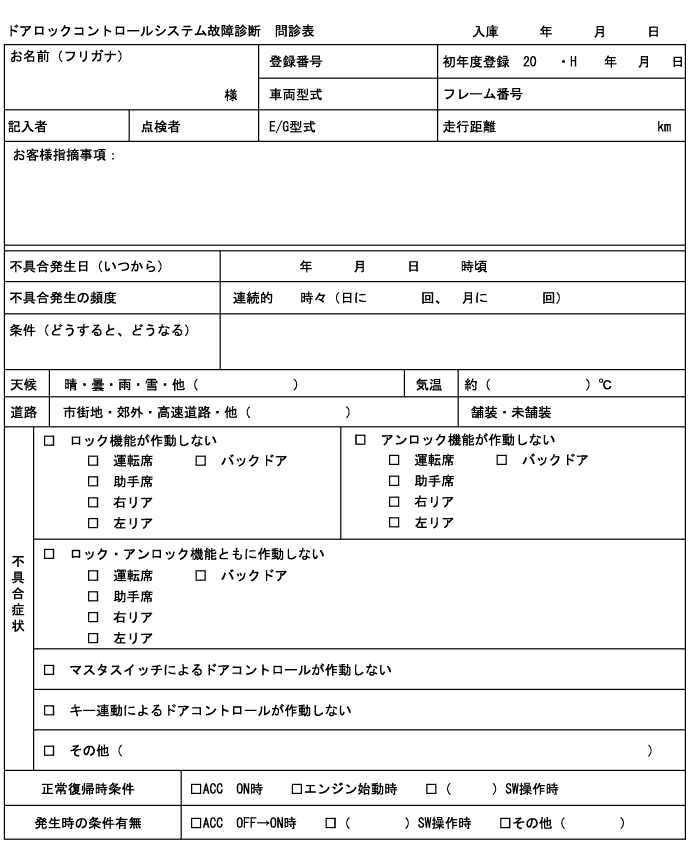 ドアロックコントロールシステム故障診断　問診表　入庫　年　月　日
お名前（フリガナ）　登録番号　初年度登録　20　・H　年　月　日
様　車両型式　フレーム番号
記入者　点検者　E/G型式　走行距離　km
お客様指摘事項：
不具合発生日（いつから）　年　月　日　時頃
不具合発生の頻度　連続的　時々（日に　回、　月に　回）
条件（どうすると、どうなる）
天候　晴・曇・雨・雪・他（　）　気温　約（　）℃
道路　市街地・郊外・高速道路・他（　）　舗装・未舗装
不具合症状
□　ロック機能が作動しない
□　運転席　□　バックドア
□　助手席
□　右リア
□　左リア
□　アンロック機能が作動しない
□　運転席　□　バックドア
□　助手席
□　右リア
□　左リア
□　ロック・アンロック機能ともに作動しない
□　運転席　□　バックドア
□　助手席
□　右リア
□　左リア
□　マスタスイッチによるドアコントロールが作動しない
□　キー連動によるドアコントロールが作動しない
□　その他（　）
正常復帰時条件　□ACC　ON時　□エンジン始動時　□（　）SW操作時
発生時の条件有無　□ACC　OFF→ON時　□（　）SW操作時　□その他（　）